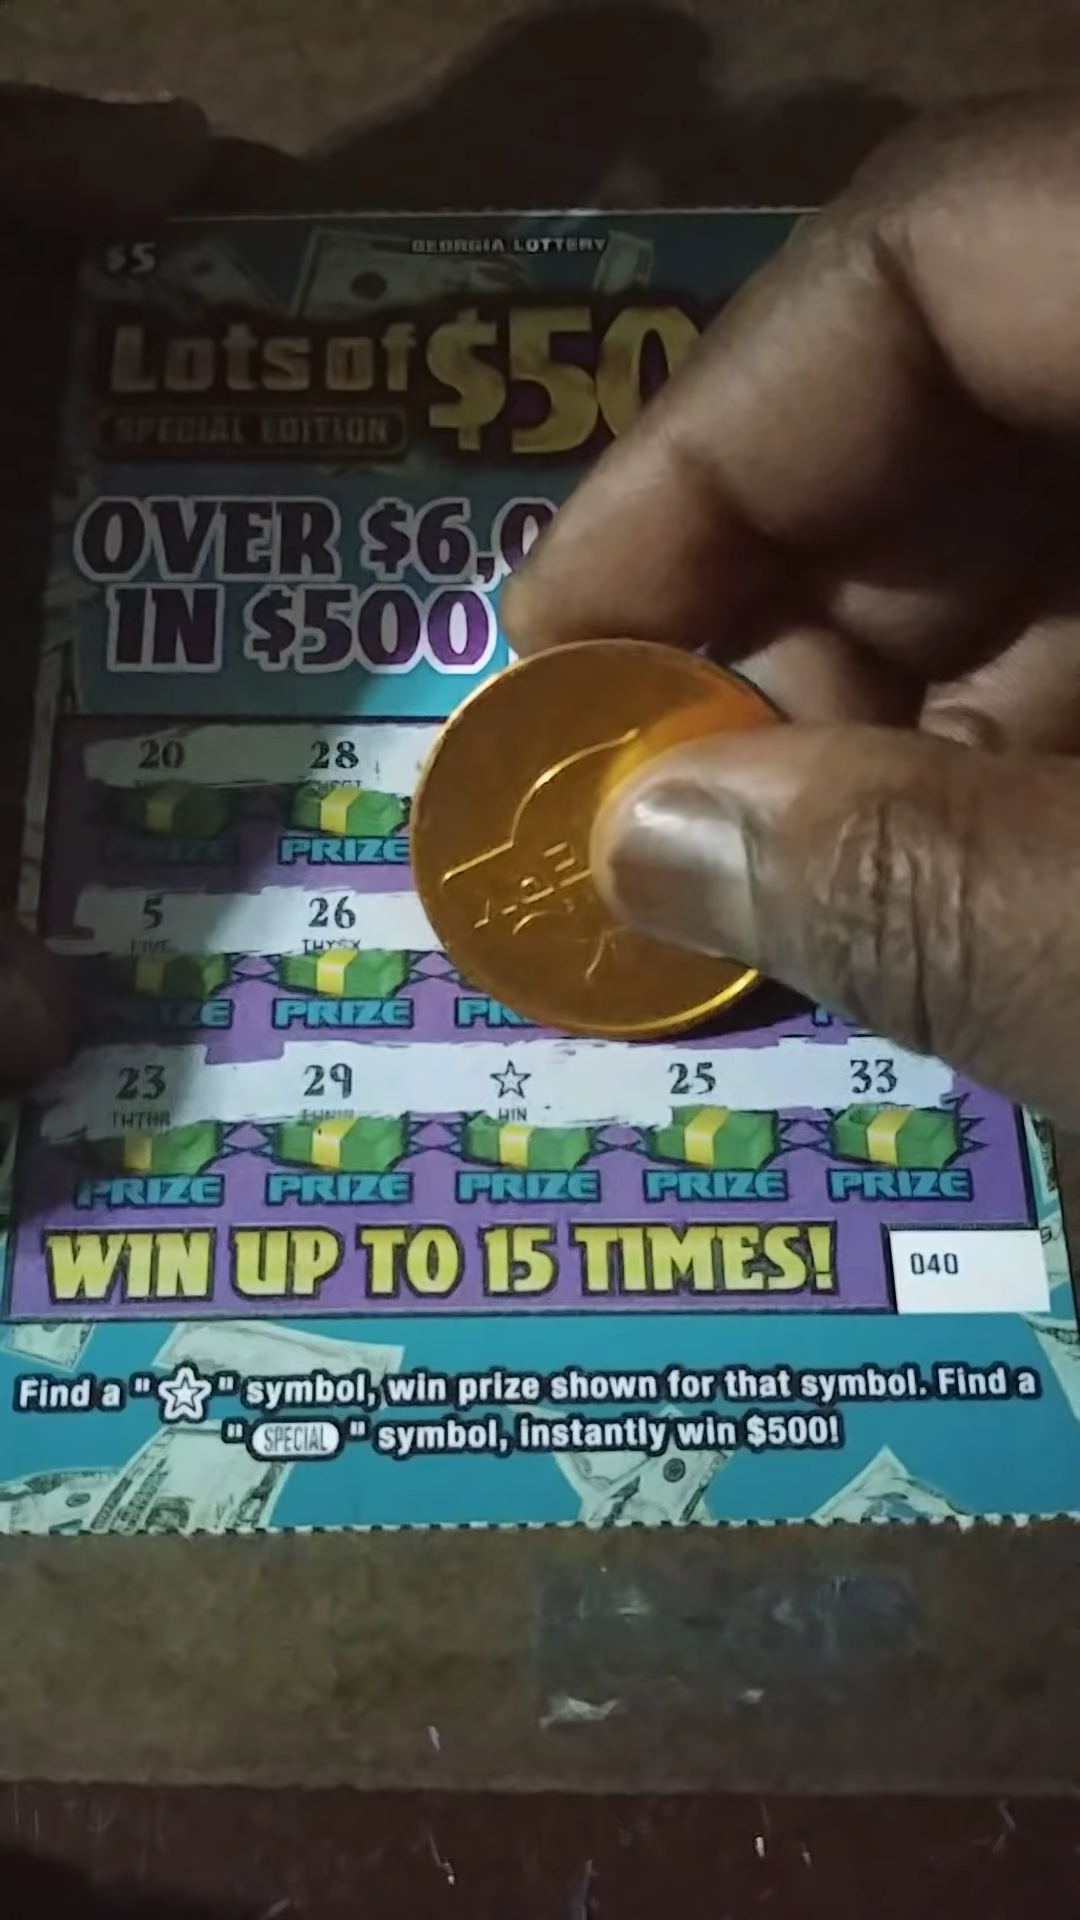 $5
GEORGIA LOTTERY
Lots of $50
SPECIAL EDITION
OVER $6,0
IN $500
20 28
PRIZE PRIZE
5 26
FIVE
PRIZE PR
23 29 ☆ 25 33
WIN
PRIZE PRIZE PRIZE PRIZE PRIZE
WIN UP TO 15 TIMES!
040
Find a "☆" symbol, win prize shown for that symbol. Find a
"SPECIAL" symbol, instantly win $500!